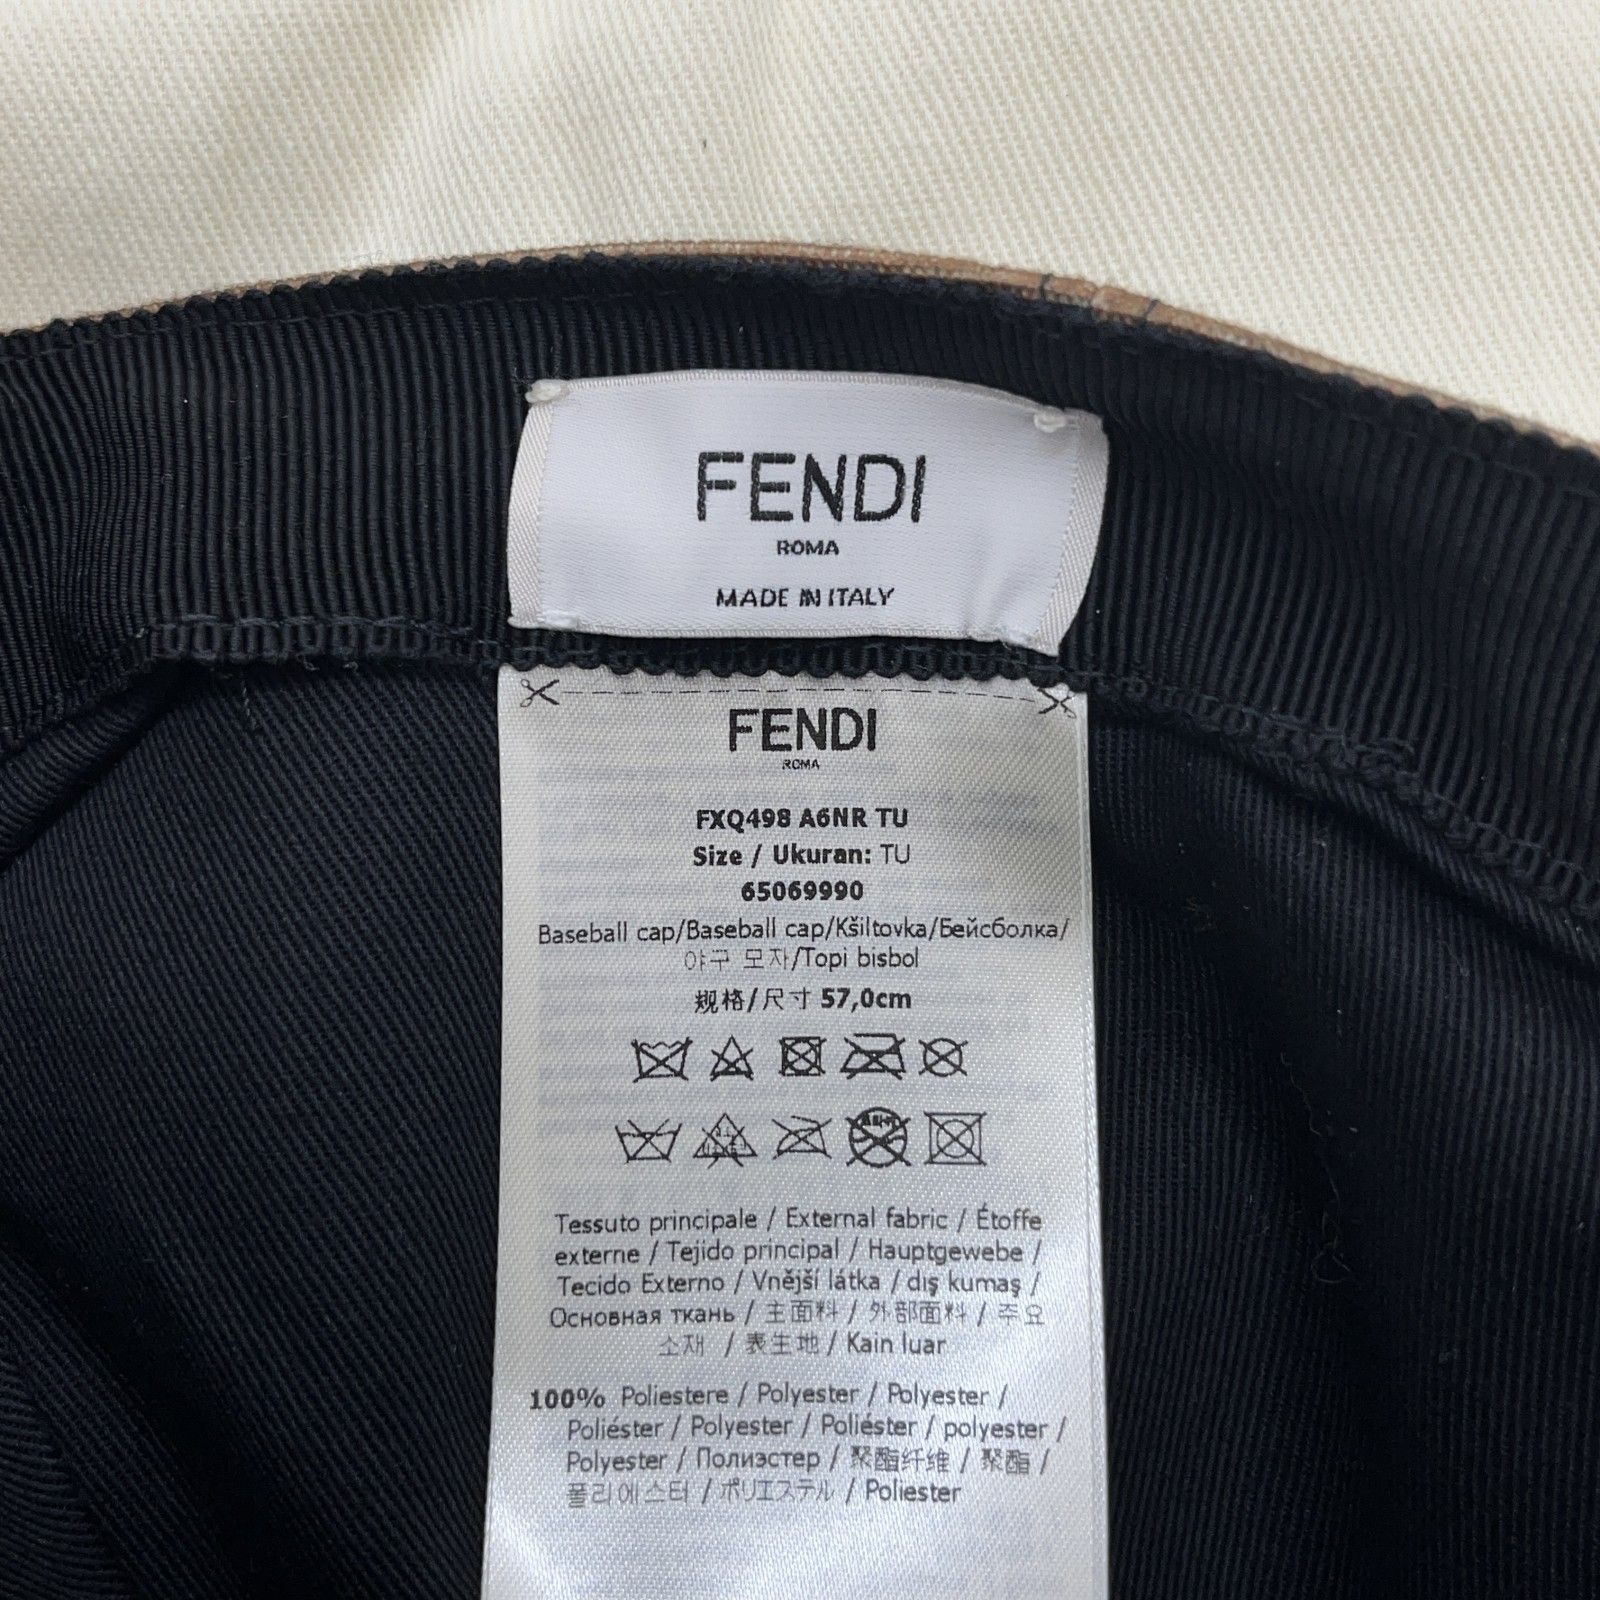 FENDI
ROMA
MADE IN ITALY
FENDI
ROMA
FXQ498 A6NR TU
Size / Ukuran: TU
65069990
Baseball cap/Baseball cap/Kšiltovka/Бейсболка/
야구 모자/Topi bisbol
规格/尺寸 57,0cm
Tessuto principale / External fabric / Étoffe
externe / Tejido principal / Hauptgewebe /
Tecido Externo / Vnější látka / dış kumaş /
Основная ткань / 主面料 / 外部面料 / 주요
소재 / 表生地 / Kain luar
100% Poliestere / Polyester / Polyester /
Poliéster / Polyester / Poliéster / polyester /
Polyester / Полиэстер / 聚酯纤维 / 聚酯 /
폴리에스터 / ポリエステル / Poliester